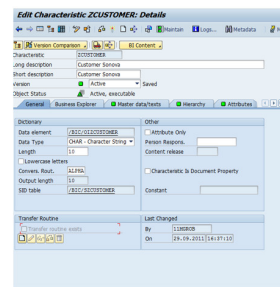 Edit Characteristic ZCUSTOMER: Details
Maintain Logs... Metadata
Version Comparison BI Content
Characteristic ZCUSTOMER
Long description Customer Sonova
Short description Customer Sonova
Version Active Saved
Object Status Active, executable
General Business Explorer Master data/texts Hierarchy Attributes
Dictionary
Data element /BIC/OIZCUSTOMER
Data Type CHAR - Character String
Length 10
Lowercase letters
Convers. Rout. ALPHA
Output length 10
SID table /BIC/SZCUSTOMER
Other
Attribute Only
Person Respons.
Content release
Characteristic Is Document Property
Constant
Transfer Routine
Transfer routine exists
Last Changed
By
On 29.09.2011 16:37:10